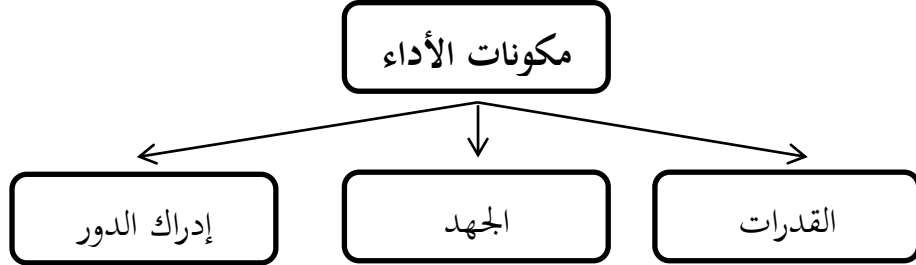 مكونات الأداء
القدرات
الجهد
إدراك الدور